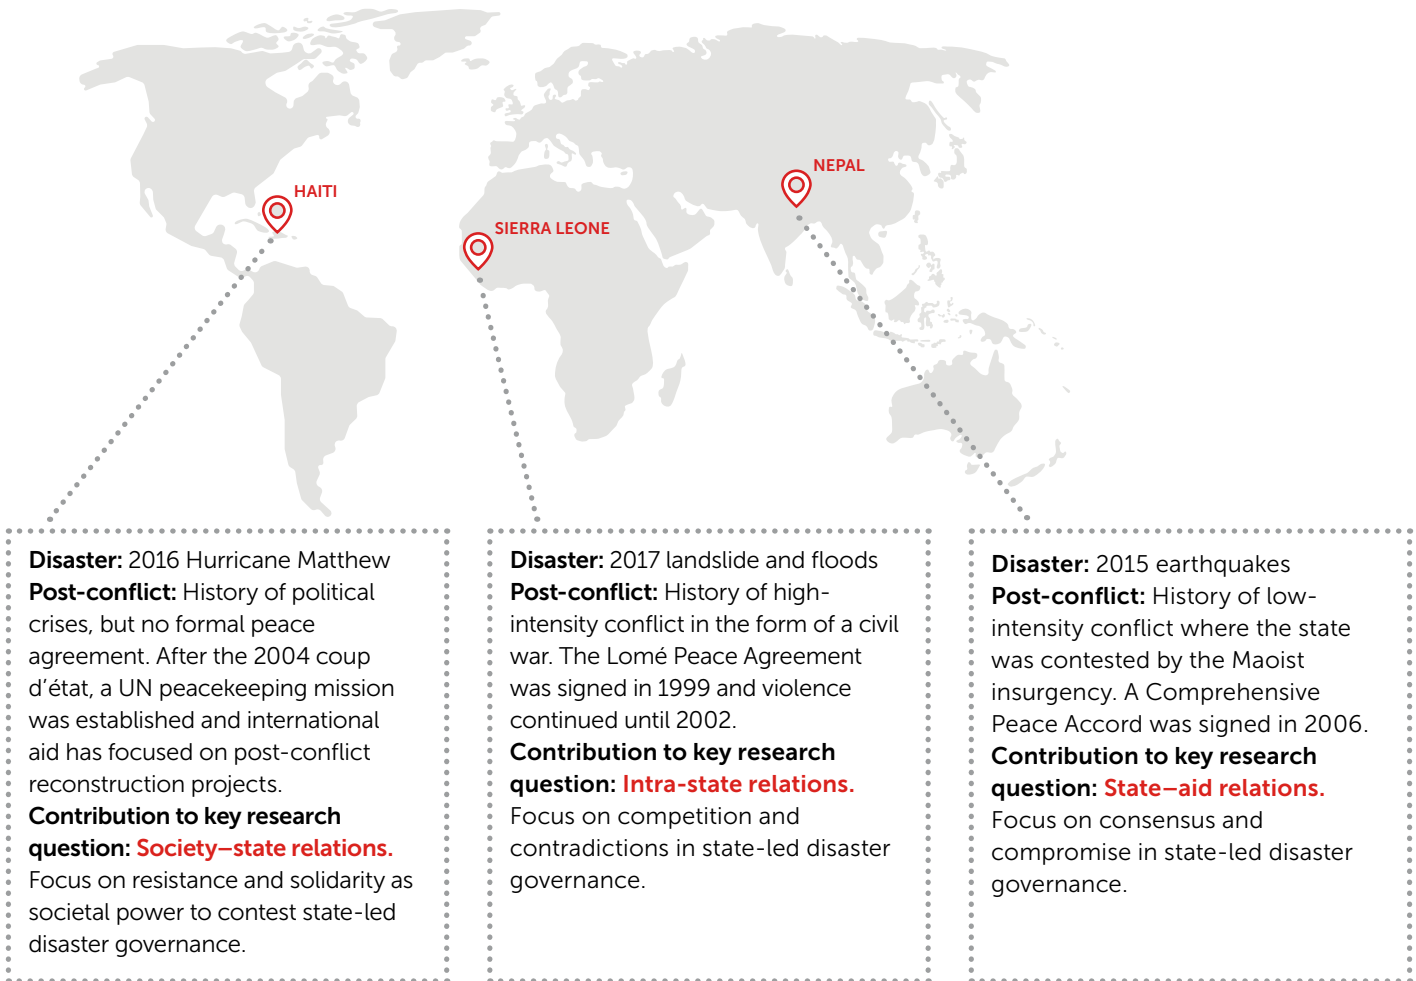 HAITI
SIERRA LEONE
NEPAL
Disaster: 2016 Hurricane Matthew
Post-conflict: History of political
crises, but no formal peace
agreement. After the 2004 coup
d’état, a UN peacekeeping mission
was established and international
aid has focused on post-conflict
reconstruction projects.
Contribution to key research
question: Society–state relations.
Focus on resistance and solidarity as
societal power to contest state-led
disaster governance.
Disaster: 2017 landslide and floods
Post-conflict: History of high-
intensity conflict in the form of a civil
war. The Lomé Peace Agreement
was signed in 1999 and violence
continued until 2002.
Contribution to key research
question: Intra-state relations.
Focus on competition and
contradictions in state-led disaster
governance.
Disaster: 2015 earthquakes
Post-conflict: History of low-
intensity conflict where the state
was contested by the Maoist
insurgency. A Comprehensive
Peace Accord was signed in 2006.
Contribution to key research
question: State–aid relations.
Focus on consensus and
compromise in state-led disaster
governance.